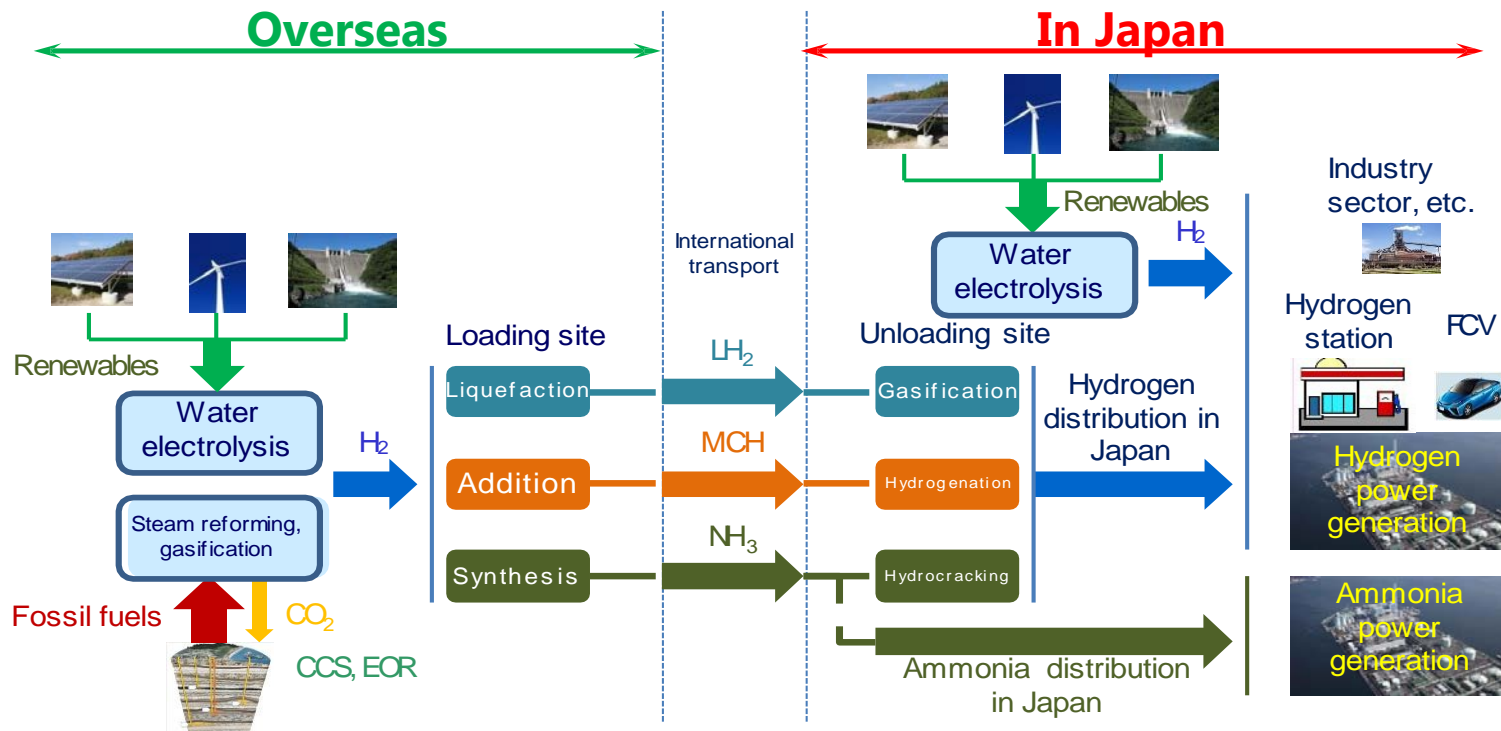 Overseas
In Japan
Renewables
Water
electrolysis
Steam reforming,
gasification
Fossil fuels
CO₂
CCS, EOR
H₂
Loading site
Liquefaction
Addition
Synthesis
International
transport
LH₂
MCH
NH₃
Renewables
Water
electrolysis
H₂
Unloading site
Gasification
Hydrogenation
Hydrocracking
Hydrogen
distribution in
Japan
Ammonia distribution
in Japan
Industry
sector, etc.
Hydrogen
station
FCV
Hydrogen
power
generation
Ammonia
power
generation